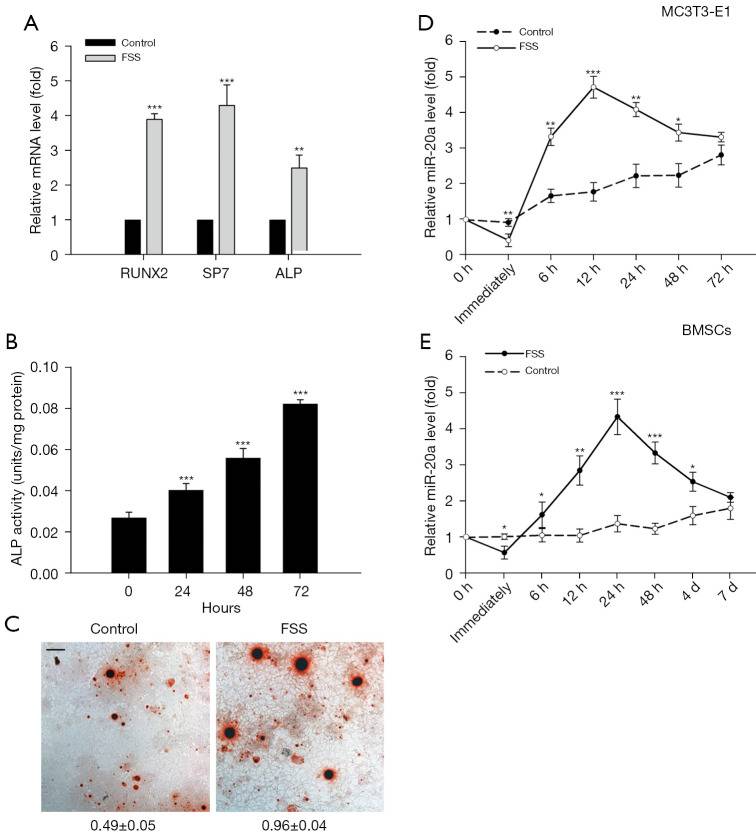 A
Control
FSS
Relative mRNA level (fold)
6
5
4
3
2
1
0
***
***
**
RUNX2 SP7 ALP
B
ALP activity (units/mg protein)
0.10
0.08
0.06
0.04
0.02
0.00
***
***
***
0 24 48 72
Hours
C
Control FSS
0.49±0.05 0.96±0.04
D
MC3T3-E1
Control
FSS
Relative miR-20a level (fold)
6
5
4
3
2
1
0
**
**
***
**
*
0 h Immediately 6 h 12 h 24 h 48 h 72 h
E
BMSCs
FSS
Control
Relative miR-20a level (fold)
6
5
4
3
2
1
0
*
*
**
***
***
*
0 h Immediately 6 h 12 h 24 h 48 h 4 d 7 d